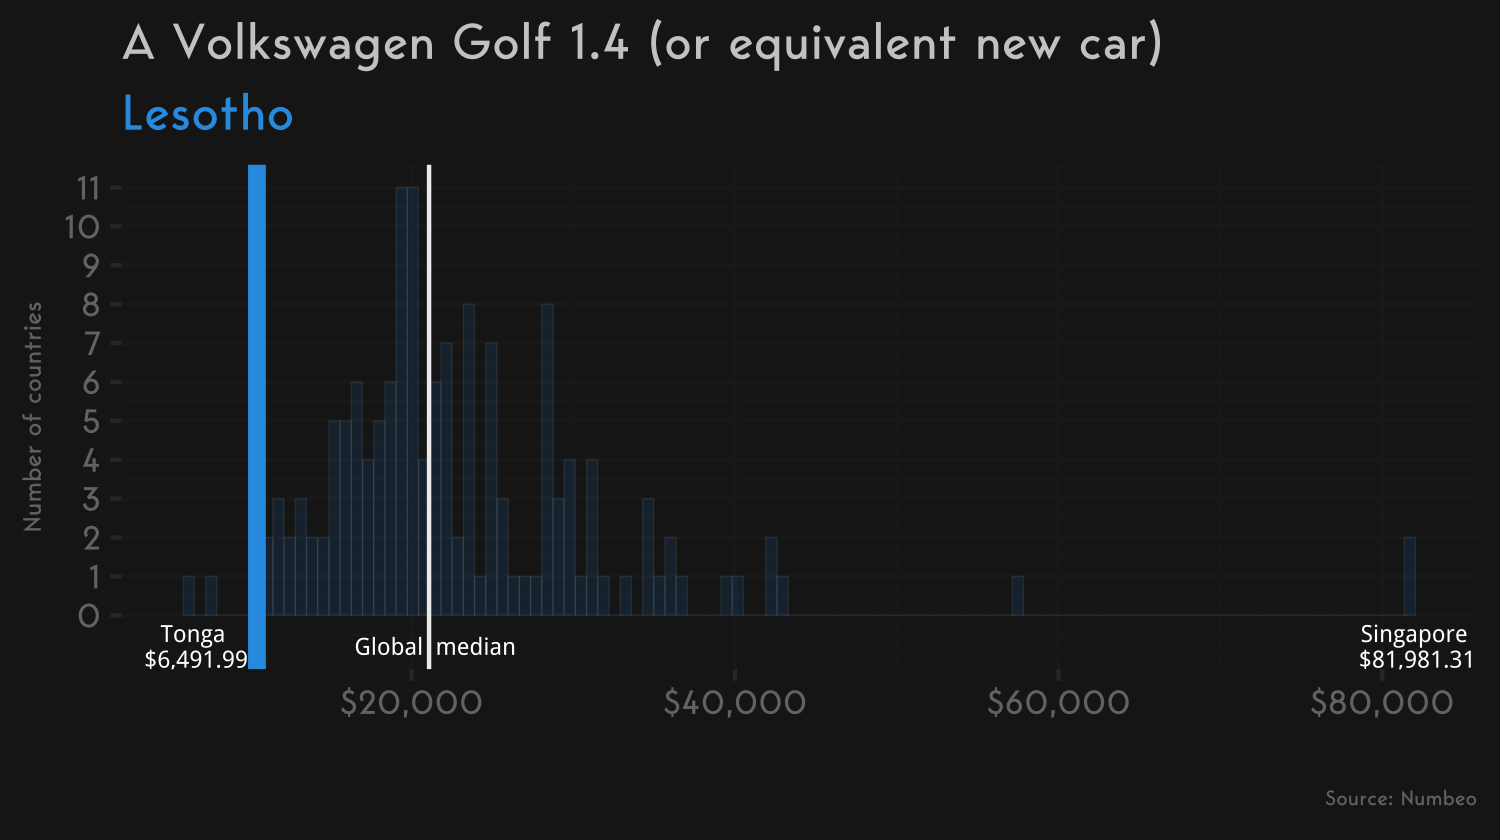 A Volkswagen Golf 1.4 (or equivalent new car)
Lesotho
Number of countries
11
10
9
8
7
6
5
4
3
2
1
0
Tonga
$6,491.99
Global median
Singapore
$81,981.31
$20,000
$40,000
$60,000
$80,000
Source: Numbeo